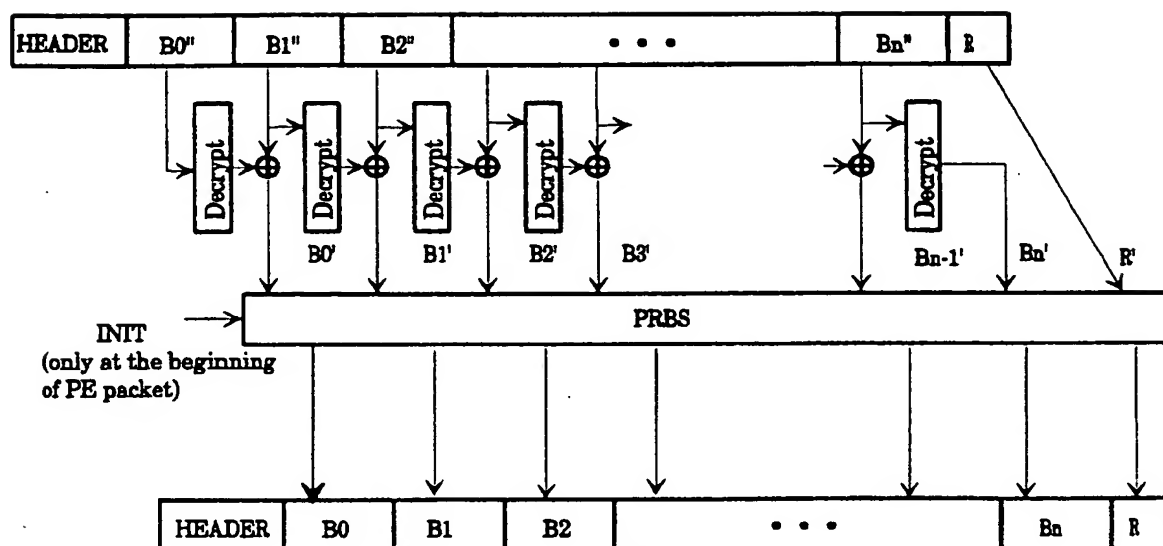 HEADER B0" B1" B2" • • • Bn" R
Decrypt Decrypt Decrypt Decrypt Decrypt
B0' B1' B2' B3' Bn-1' Bn' R'
PRBS
INIT
(only at the beginning
of PE packet)
HEADER B0 B1 B2 • • • Bn R